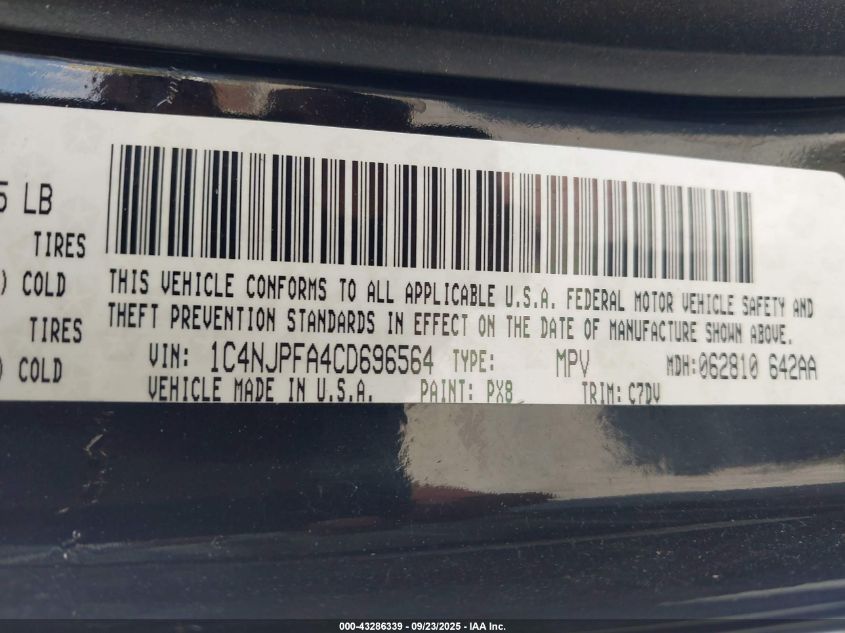 5 LB
TIRES
) COLD
TIRES
) COLD
THIS VEHICLE CONFORMS TO ALL APPLICABLE U.S.A. FEDERAL MOTOR VEHICLE SAFETY AND
THEFT PREVENTION STANDARDS IN EFFECT ON THE DATE OF MANUFACTURE SHOWN ABOVE.
VIN: 1C4NJPFA4CD696564 TYPE: MPV MDH:062810 642AA
VEHICLE MADE IN U.S.A. PAINT: PX8 TRIM: C7DV
000-43286339 - 09/23/2025 - IAA Inc.